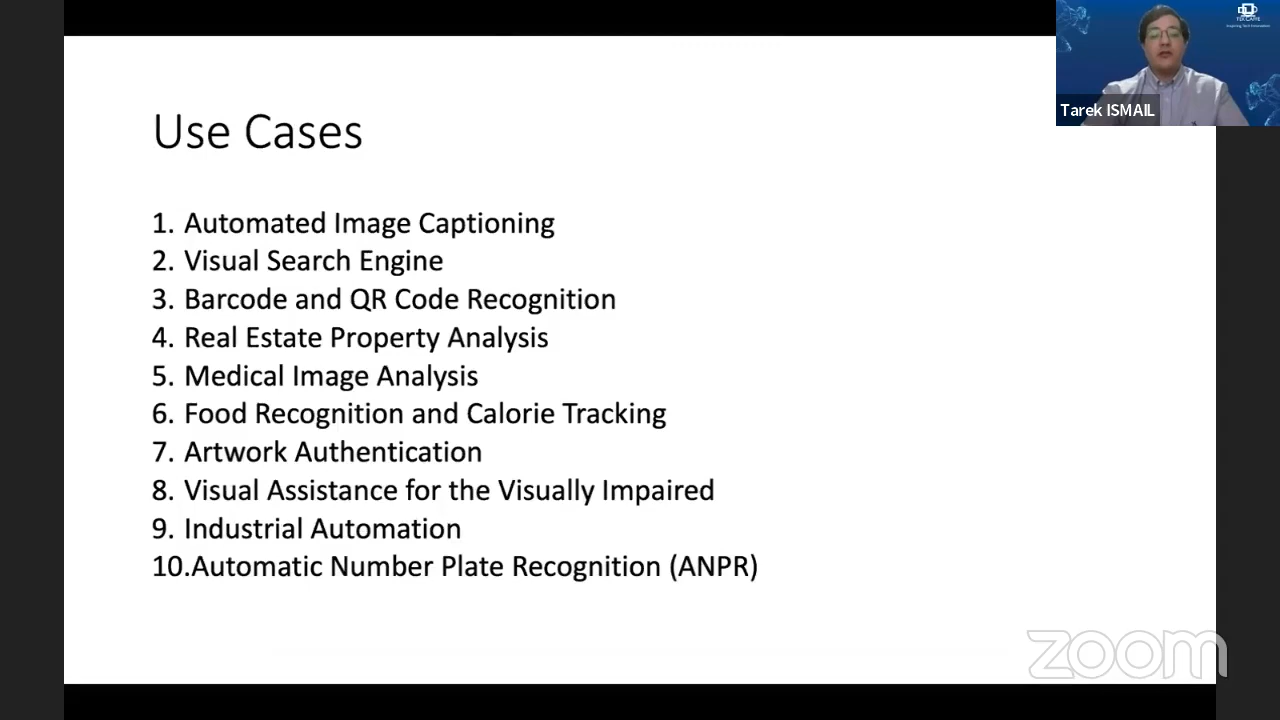 Use Cases
1. Automated Image Captioning
2. Visual Search Engine
3. Barcode and QR Code Recognition
4. Real Estate Property Analysis
5. Medical Image Analysis
6. Food Recognition and Calorie Tracking
7. Artwork Authentication
8. Visual Assistance for the Visually Impaired
9. Industrial Automation
10.Automatic Number Plate Recognition (ANPR)
Tarek ISMAIL
zoom